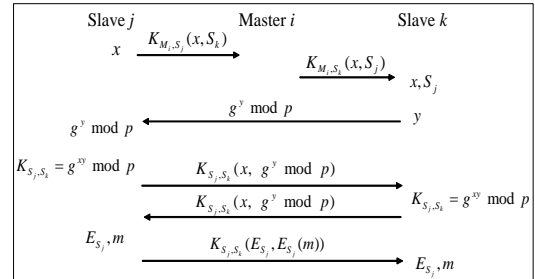 Slave j Master i Slave k
x K_{M_i,S_j}(x,S_k)
K_{M_i,S_k}(x,S_j)
x,S_j
g^y mod p
y
g^y mod p
K_{S_j,S_k} = g^{xy} mod p
K_{S_j,S_k}(x, g^y mod p)
K_{S_j,S_k}(x, g^y mod p)
K_{S_j,S_k} = g^{xy} mod p
E_{S_j},m K_{S_j,S_k}(E_{S_j},E_{S_j}(m))
E_{S_j},m